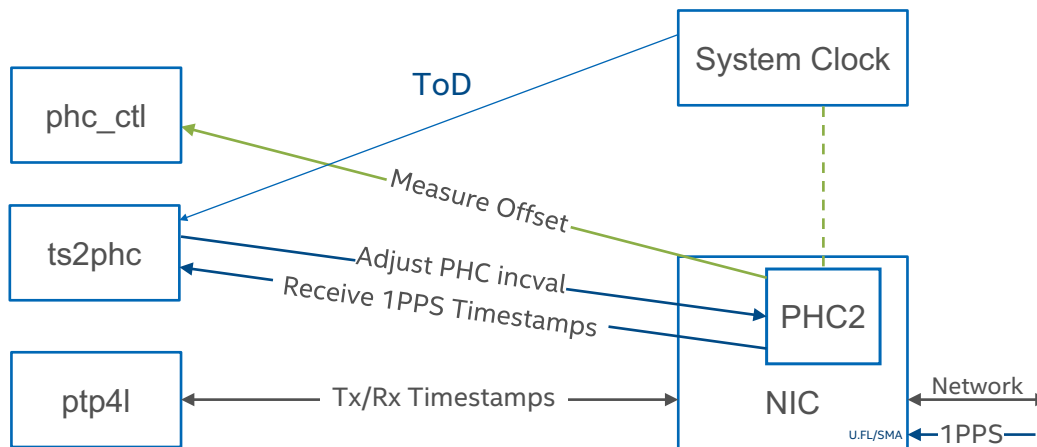 System Clock
ToD
phc_ctl
Measure Offset
ts2phc
Adjust PHC incval
Receive 1PPS Timestamps
PHC2
ptp4l
Tx/Rx Timestamps
NIC
Network
U.FL/SMA
1PPS